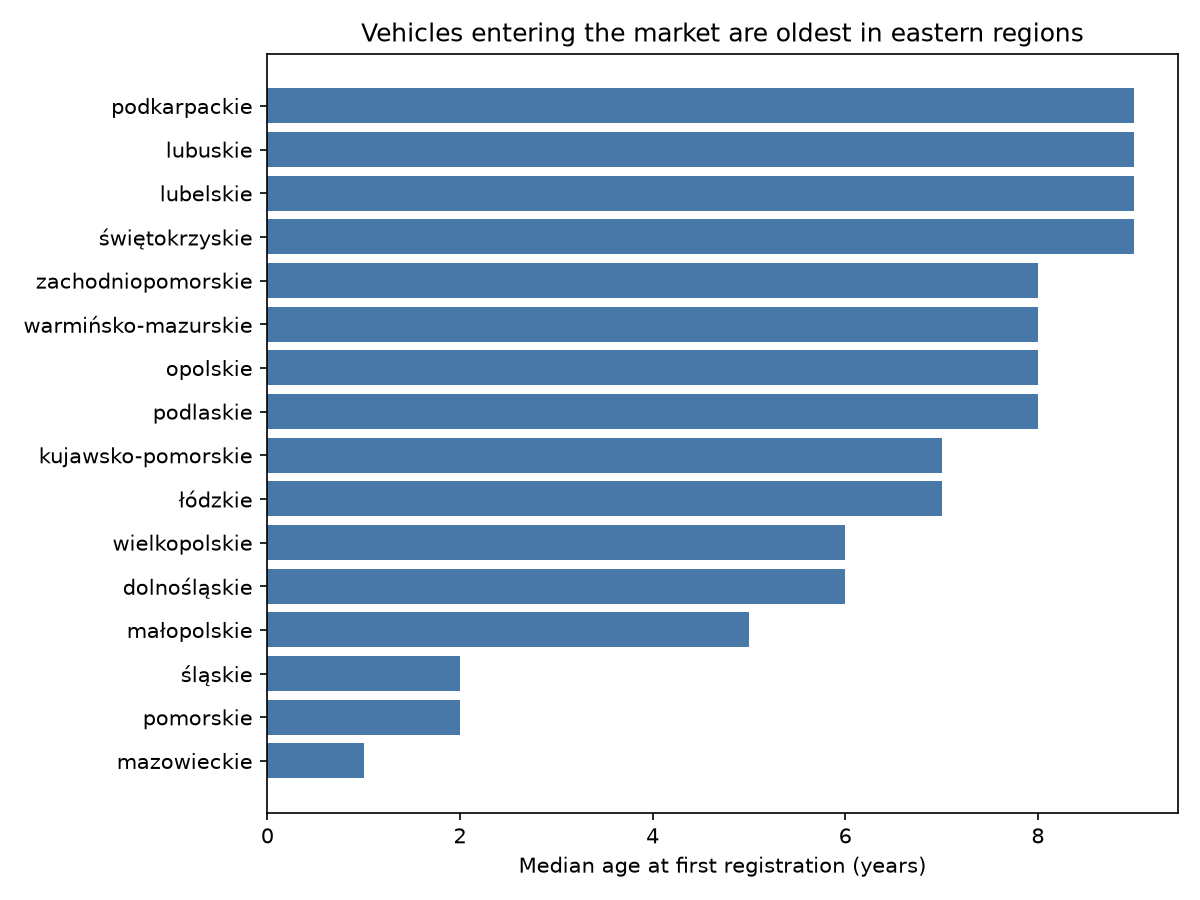 Vehicles entering the market are oldest in eastern regions
podkarpackie
lubuskie
lubelskie
świętokrzyskie
zachodniopomorskie
warmińsko-mazurskie
opolskie
podlaskie
kujawsko-pomorskie
łódzkie
wielkopolskie
dolnośląskie
małopolskie
śląskie
pomorskie
mazowieckie
0 2 4 6 8
Median age at first registration (years)